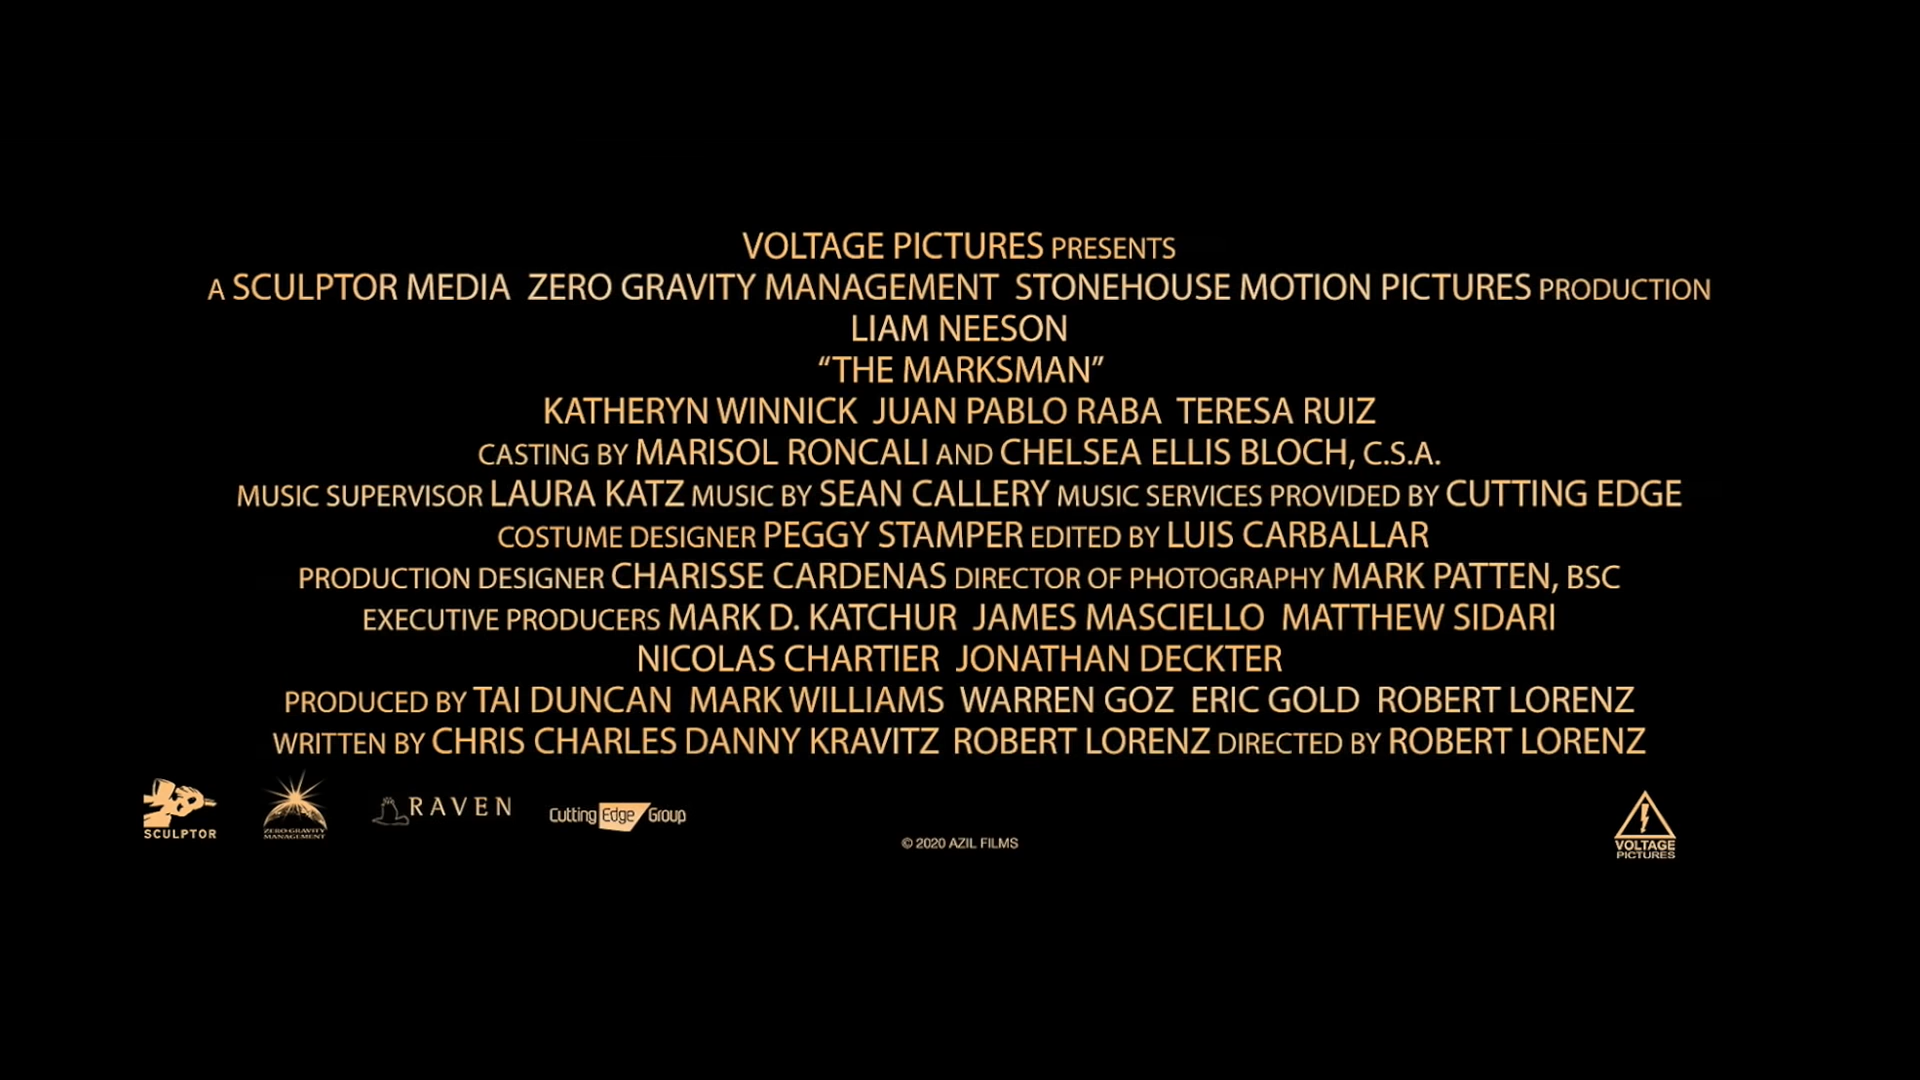 VOLTAGE PICTURES PRESENTS
A SCULPTOR MEDIA ZERO GRAVITY MANAGEMENT STONEHOUSE MOTION PICTURES PRODUCTION
LIAM NEESON
“THE MARKSMAN”
KATHERYN WINNICK JUAN PABLO RABA TERESA RUIZ
CASTING BY MARISOL RONCALI AND CHELSEA ELLIS BLOCH, C.S.A.
MUSIC SUPERVISOR LAURA KATZ MUSIC BY SEAN CALLERY MUSIC SERVICES PROVIDED BY CUTTING EDGE
COSTUME DESIGNER PEGGY STAMPER EDITED BY LUIS CARBALLAR
PRODUCTION DESIGNER CHARISSE CARDENAS DIRECTOR OF PHOTOGRAPHY MARK PATTEN, BSC
EXECUTIVE PRODUCERS MARK D. KATCHUR JAMES MASCIELLO MATTHEW SIDARI
NICOLAS CHARTIER JONATHAN DECKTER
PRODUCED BY TAI DUNCAN MARK WILLIAMS WARREN GOZ ERIC GOLD ROBERT LORENZ
WRITTEN BY CHRIS CHARLES DANNY KRAVITZ ROBERT LORENZ DIRECTED BY ROBERT LORENZ
SCULPTOR
ZERO-GRAVITY
MANAGEMENT
RAVEN
Cutting Edge Group
© 2020 AZIL FILMS
VOLTAGE
PICTURES